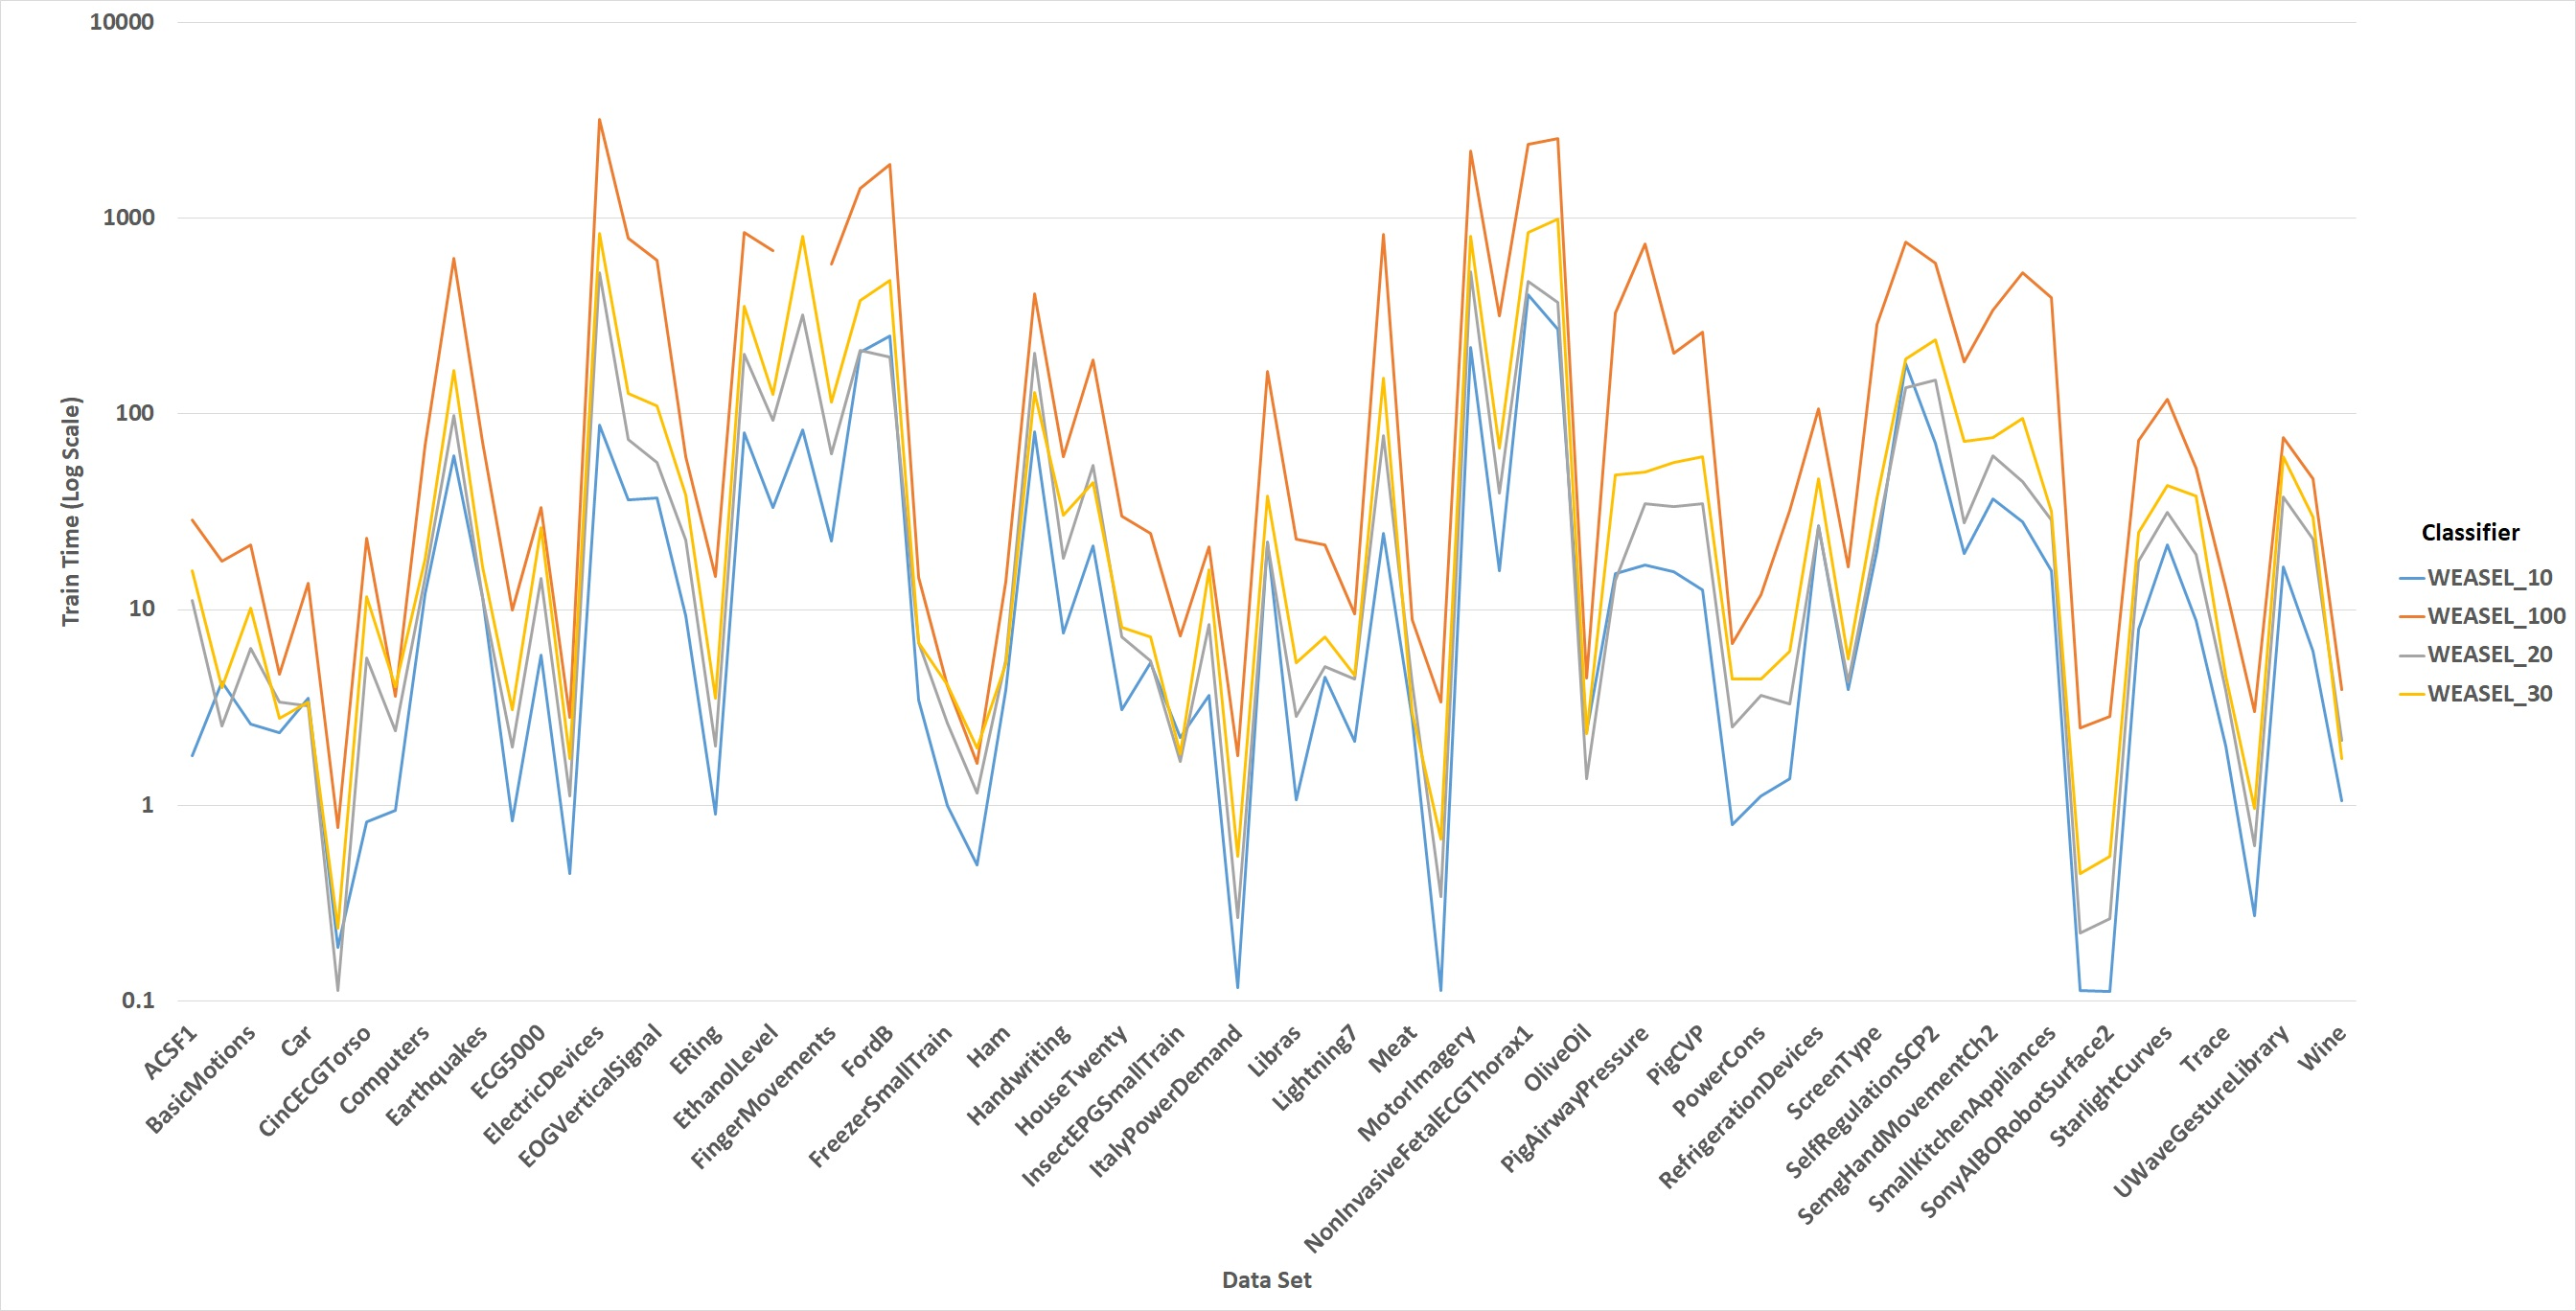 10000
1000
100
10
1
0.1
Train Time (Log Scale)
ACSF1
BasicMotions
Car
CinCECGTorso
Computers
Earthquakes
ECG5000
ElectricDevices
EOGVerticalSignal
ERing
EthanolLevel
FingerMovements
FordB
FreezerSmallTrain
Ham
Handwriting
HouseTwenty
InsectEPGSmallTrain
ItalyPowerDemand
Libras
Lightning7
Meat
MotorImagery
NonInvasiveFetalECGThorax1
OliveOil
PigAirwayPressure
PigCVP
PowerCons
RefrigerationDevices
ScreenType
SelfRegulationSCP2
SemgHandMovementCh2
SmallKitchenAppliances
SonyAIBORobotSurface2
StarlightCurves
Trace
UWaveGestureLibrary
Wine
Data Set
Classifier
WEASEL_10
WEASEL_100
WEASEL_20
WEASEL_30